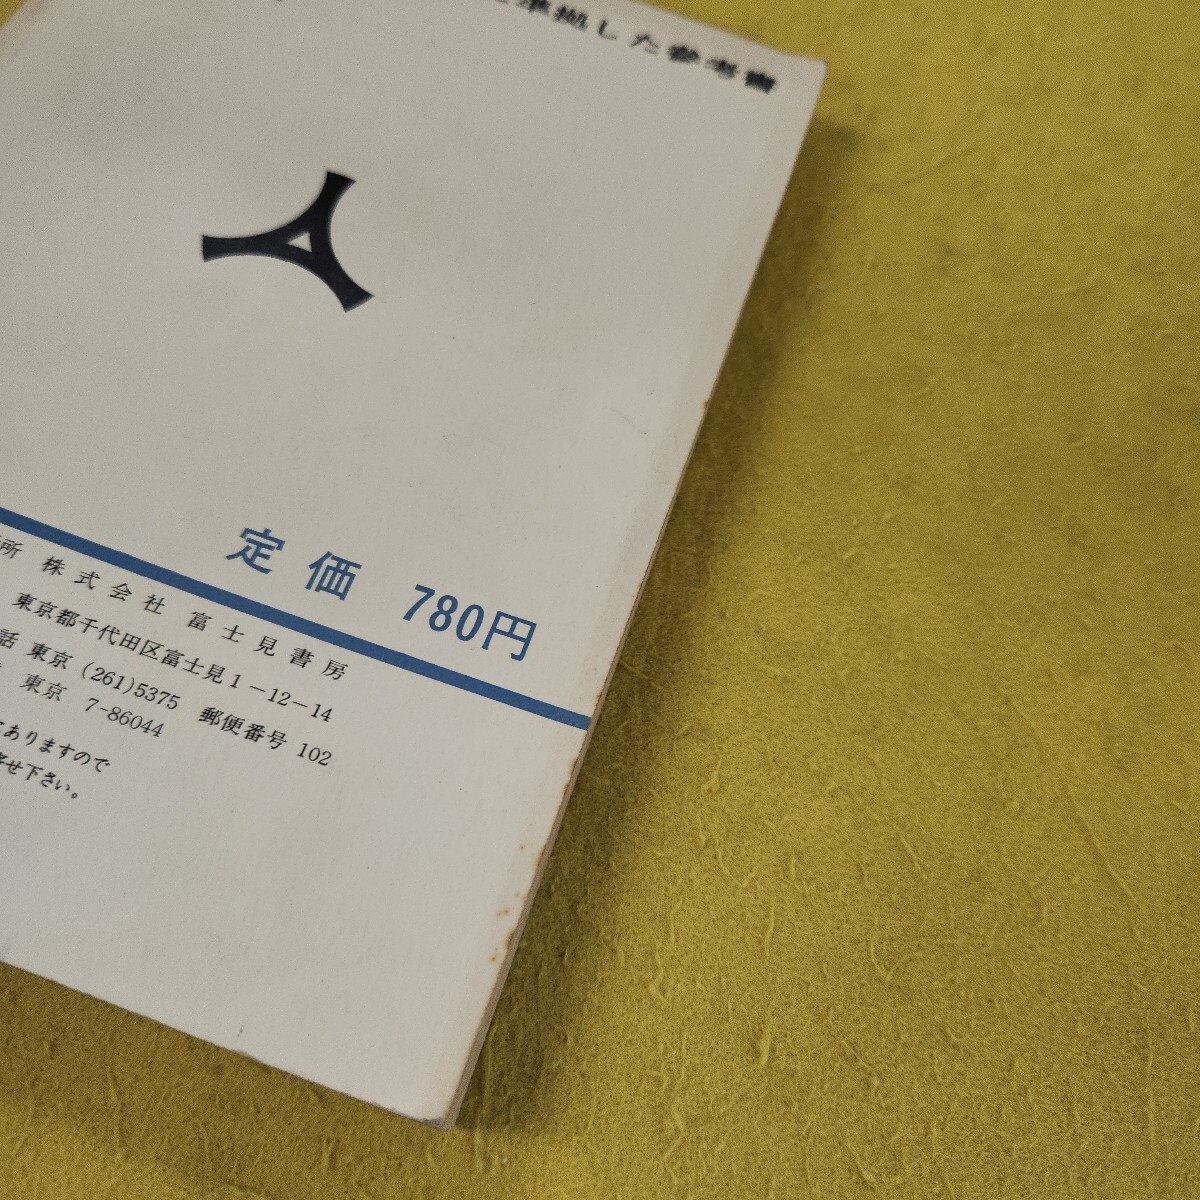 準拠した参考書
定価 780円
所 株式会社 富士見書房
東京都千代田区富士見1-12-14
話 東京 (261)5375 郵便番号 102
東京 7-86044
ありますので
せ下さい。